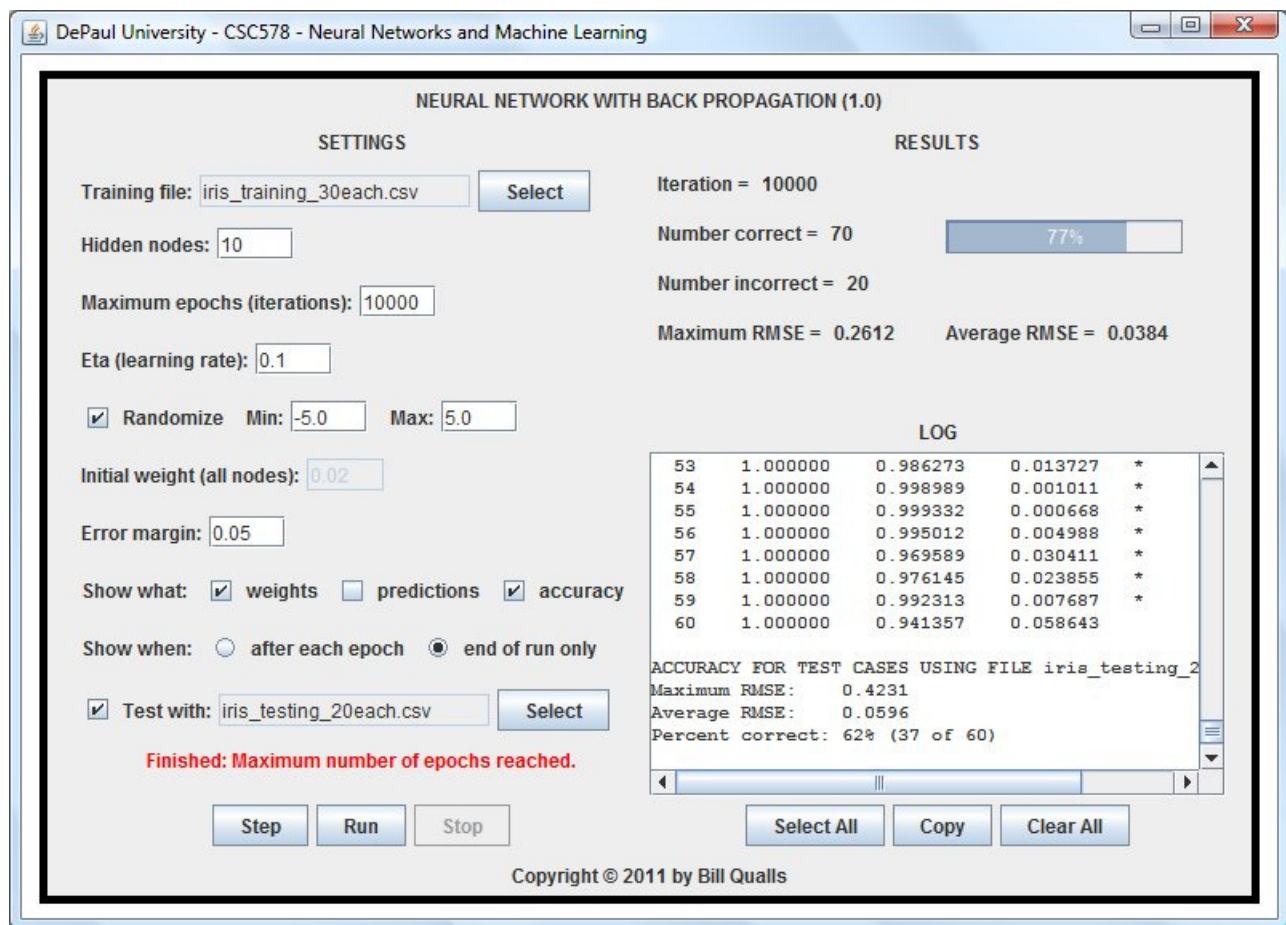 DePaul University - CSC578 - Neural Networks and Machine Learning
NEURAL NETWORK WITH BACK PROPAGATION (1.0)
SETTINGS
Training file: iris_training_30each.csv Select
Hidden nodes: 10
Maximum epochs (iterations): 10000
Eta (learning rate): 0.1
Randomize Min: -5.0 Max: 5.0
Initial weight (all nodes): 0.02
Error margin: 0.05
Show what: weights predictions accuracy
Show when: after each epoch end of run only
Test with: iris_testing_20each.csv Select
Finished: Maximum number of epochs reached.
Step Run Stop
RESULTS
Iteration = 10000
Number correct = 70 77%
Number incorrect = 20
Maximum RMSE = 0.2612 Average RMSE = 0.0384
LOG
53 1.000000 0.986273 0.013727 *
54 1.000000 0.998989 0.001011 *
55 1.000000 0.999332 0.000668 *
56 1.000000 0.995012 0.004988 *
57 1.000000 0.969589 0.030411 *
58 1.000000 0.976145 0.023855 *
59 1.000000 0.992313 0.007687 *
60 1.000000 0.941357 0.058643
ACCURACY FOR TEST CASES USING FILE iris_testing_2
Maximum RMSE: 0.4231
Average RMSE: 0.0596
Percent correct: 62% (37 of 60)
Select All Copy Clear All
Copyright © 2011 by Bill Qualls